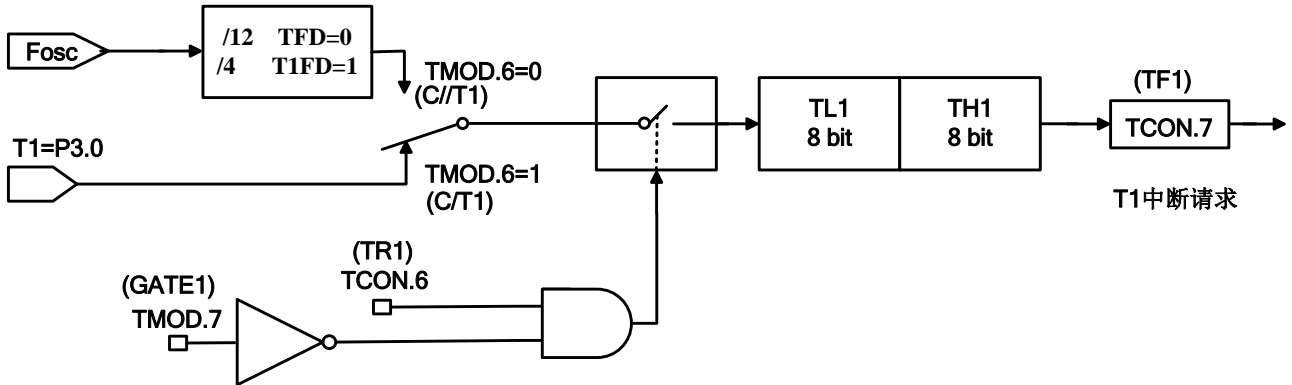 Fosc
/12 TFD=0
/4 T1FD=1
TMOD.6=0
(C//T1)
T1=P3.0
TMOD.6=1
(C/T1)
TL1
8 bit
TH1
8 bit
(TF1)
TCON.7
T1中断请求
(TR1)
TCON.6
(GATE1)
TMOD.7